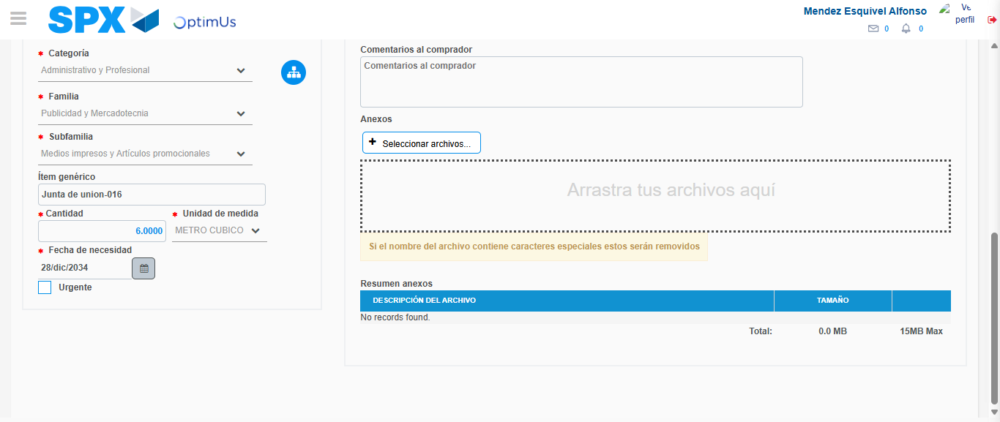 SPX
OptimUs
Mendez Esquivel Alfonso
Ve
perfil
0
0
* Categoría
Administrativo y Profesional
* Familia
Publicidad y Mercadotecnia
* Subfamilia
Medios impresos y Artículos promocionales
Ítem genérico
Junta de union-016
* Cantidad
* Unidad de medida
6.0000
METRO CUBICO
* Fecha de necesidad
28/dic/2034
Urgente
Comentarios al comprador
Comentarios al comprador
Anexos
+ Seleccionar archivos...
Arrastra tus archivos aquí
Si el nombre del archivo contiene caracteres especiales estos serán removidos
Resumen anexos
DESCRIPCIÓN DEL ARCHIVO TAMAÑO
No records found.
Total: 0.0 MB 15MB Max